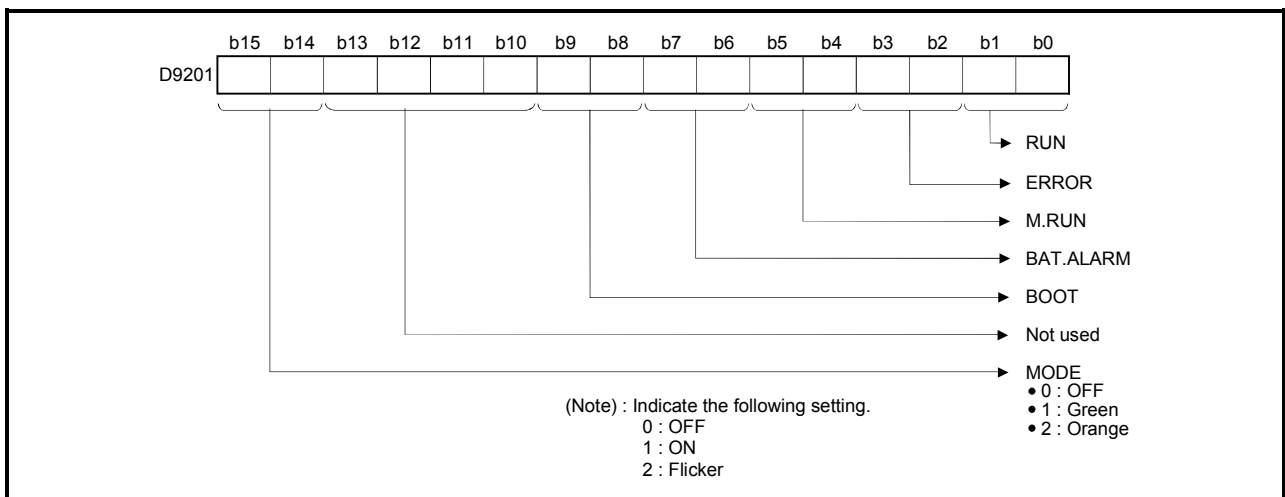 b15 b14 b13 b12 b11 b10 b9 b8 b7 b6 b5 b4 b3 b2 b1 b0
D9201
RUN
ERROR
M.RUN
BAT.ALARM
BOOT
Not used
MODE
• 0 : OFF
• 1 : Green
• 2 : Orange
(Note) : Indicate the following setting.
0 : OFF
1 : ON
2 : Flicker